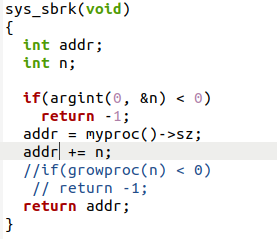 sys_sbrk(void)
{
  int addr;
  int n;

  if(argint(0, &n) < 0)
    return -1;
  addr = myproc()->sz;
  addr += n;
  //if(growproc(n) < 0)
   // return -1;
  return addr;
}